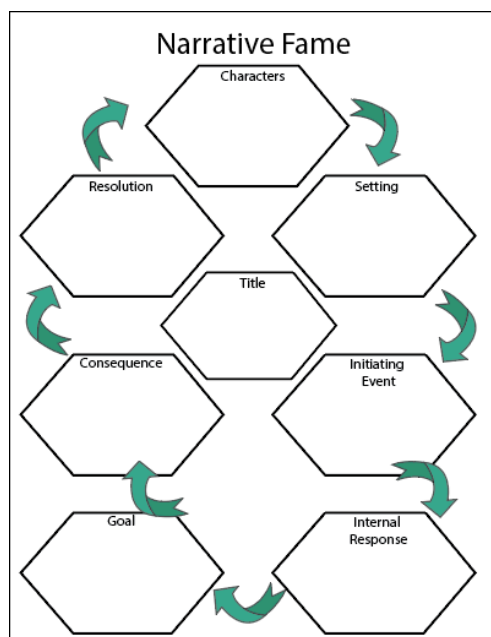 Narrative Fame
Characters
Resolution
Setting
Title
Consequence
Initiating
Event
Goal
Internal
Response